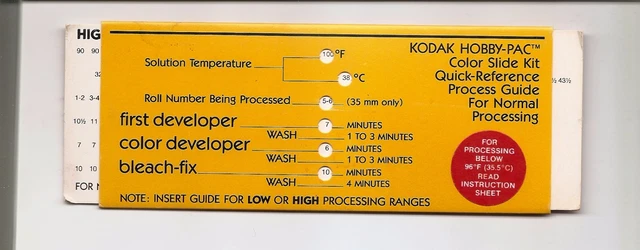 HIG
90 90
32
1-2 3-4
10½ 11
7 7
10 10
FOR N
KODAK HOBBY-PAC™
Color Slide Kit
Quick-Reference
Process Guide
For Normal
Processing
Solution Temperature
100 °F
38 °C
Roll Number Being Processed 5-6 (35 mm only)
first developer 7 MINUTES
WASH 1 TO 3 MINUTES
color developer 6 MINUTES
WASH 1 TO 3 MINUTES
bleach-fix 10 MINUTES
WASH 4 MINUTES
NOTE: INSERT GUIDE FOR LOW OR HIGH PROCESSING RANGES
FOR
PROCESSING
BELOW
96°F (35.5°C)
READ
INSTRUCTION
SHEET
½ 43½